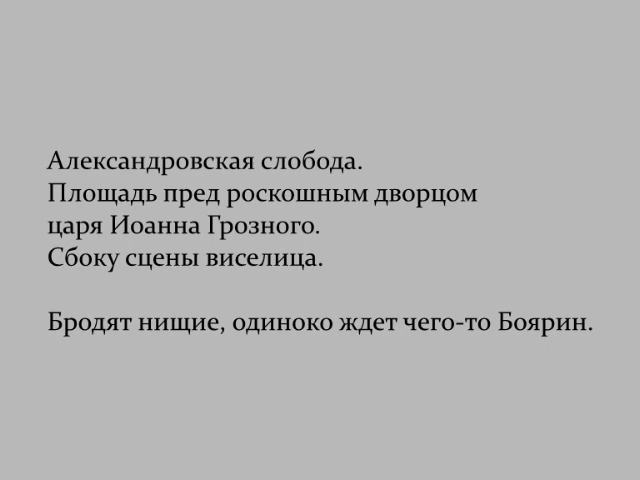 Александровская слобода.
Площадь пред роскошным дворцом
царя Иоанна Грозного.
Сбоку сцены виселица.
Бродят нищие, одиноко ждет чего-то Боярин.